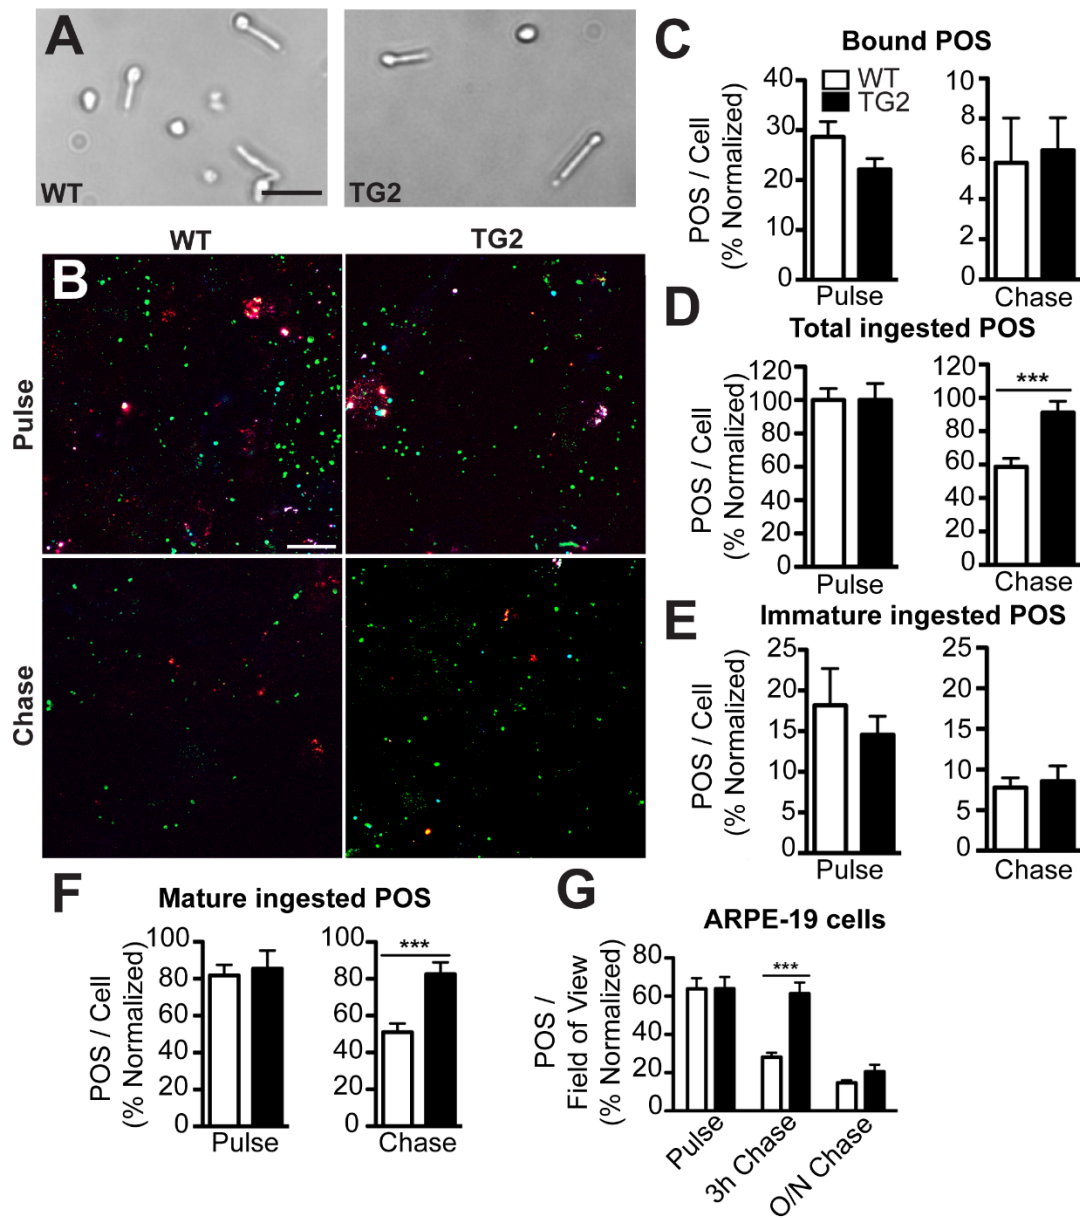 A
WT
TG2
WT
TG2
B
Pulse
Chase
C
Bound POS
WT
TG2
POS / Cell
(% Normalized)
40
30
20
10
0
Pulse
10
8
6
4
2
0
Chase
D
Total ingested POS
POS / Cell
(% Normalized)
120
100
80
60
40
20
0
Pulse
120
100
80
60
40
20
0
***
Chase
E
Immature ingested POS
POS / Cell
(% Normalized)
25
20
15
10
5
0
Pulse
25
20
15
10
5
0
Chase
F
Mature ingested POS
POS / Cell
(% Normalized)
100
80
60
40
20
0
Pulse
100
80
60
40
20
0
***
Chase
G
ARPE-19 cells
POS /
Field of View
(% Normalized)
80
60
40
20
0
***
Pulse
3h Chase
O/N Chase